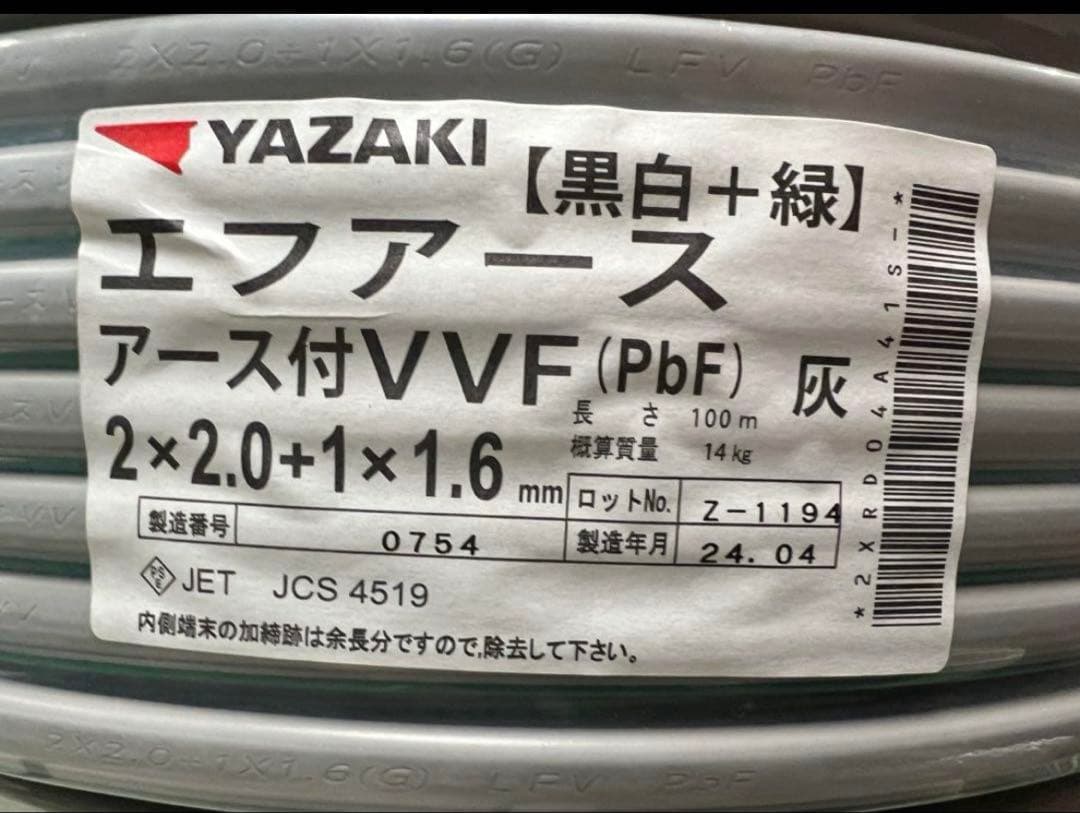 2X2.0+1X1.6(G) LFV PbF
YAZAKI
【黒白＋緑】
エフアース
アース付VVF(PbF) 灰
長さ 100m
2×2.0+1×1.6mm
概算質量 14kg
ロットNo. Z-1194
製造番号 0754
製造年月 24.04
PSE JET JCS 4519
内側端末の加締跡は余長分ですので,除去して下さい。
*2XRD04A41S-*
2X2.0+1X1.6(G) LFV PbF